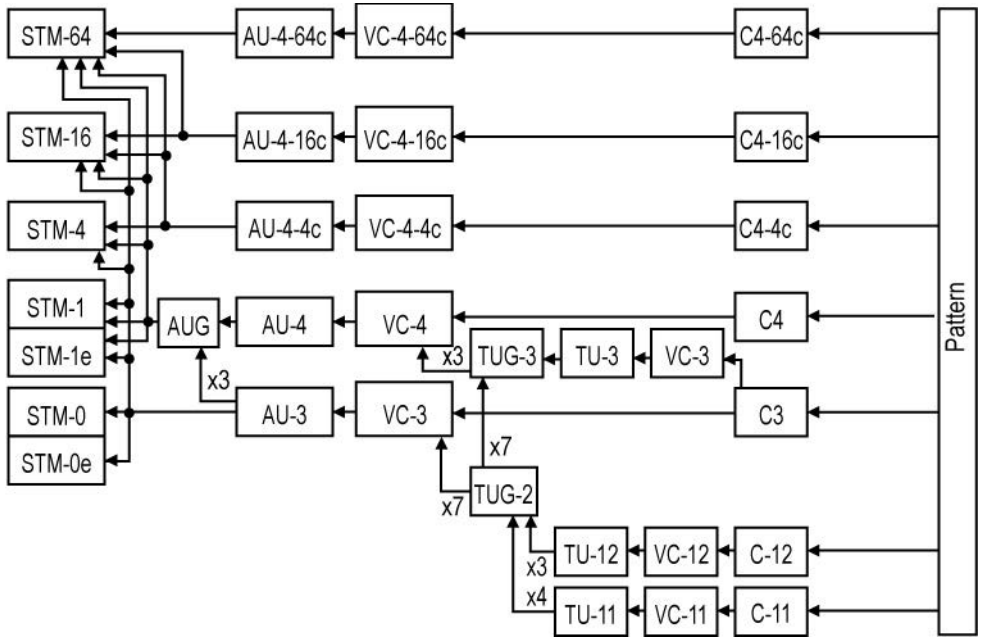 STM-64 AU-4-64c VC-4-64c C4-64c
STM-16 AU-4-16c VC-4-16c C4-16c
STM-4 AU-4-4c VC-4-4c C4-4c
STM-1 AUG AU-4 VC-4 C4
STM-1e x3 TUG-3 TU-3 VC-3
x3
STM-0 AU-3 VC-3 C3
STM-0e x7
x7 TUG-2
x3 TU-12 VC-12 C-12
x4 TU-11 VC-11 C-11
Pattern